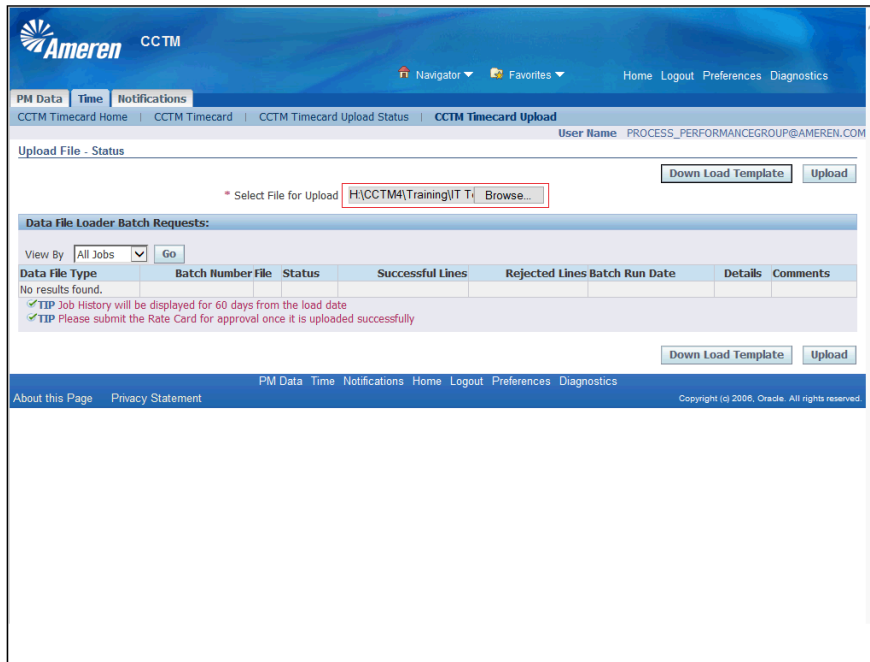 Ameren CCTM
Navigator Favorites Home Logout Preferences Diagnostics
PM Data Time Notifications
CCTM Timecard Home | CCTM Timecard | CCTM Timecard Upload Status | CCTM Timecard Upload
User Name PROCESS_PERFORMANCEGROUP@AMEREN.COM
Upload File - Status
Down Load Template Upload
* Select File for Upload H:\CCTM4\Training\IT T Browse...
Data File Loader Batch Requests:
View By All Jobs Go
Data File Type Batch Number File Status Successful Lines Rejected Lines Batch Run Date Details Comments
No results found.
TIP Job History will be displayed for 60 days from the load date
TIP Please submit the Rate Card for approval once it is uploaded successfully
Down Load Template Upload
PM Data Time Notifications Home Logout Preferences Diagnostics
About this Page Privacy Statement Copyright (c) 2006, Oracle. All rights reserved.